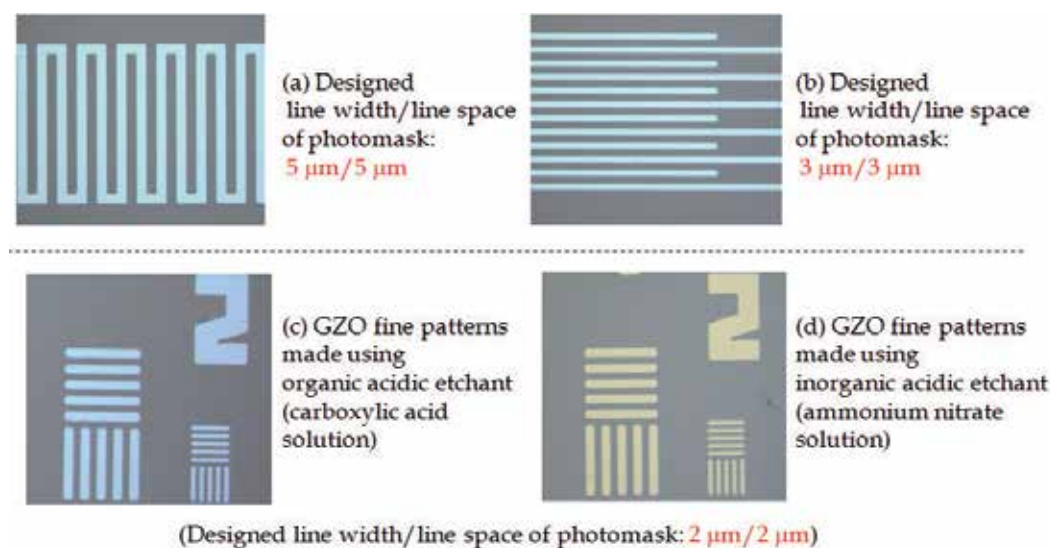 (a) Designed
line width/line space
of photomask:
5 μm/5 μm
(b) Designed
line width/line space
of photomask:
3 μm/3 μm
2
(c) GZO fine patterns
made using
organic acidic etchant
(carboxylic acid
solution)
2
(d) GZO fine patterns
made using
inorganic acidic etchant
(ammonium nitrate
solution)
(Designed line width/line space of photomask: 2 μm/2 μm)